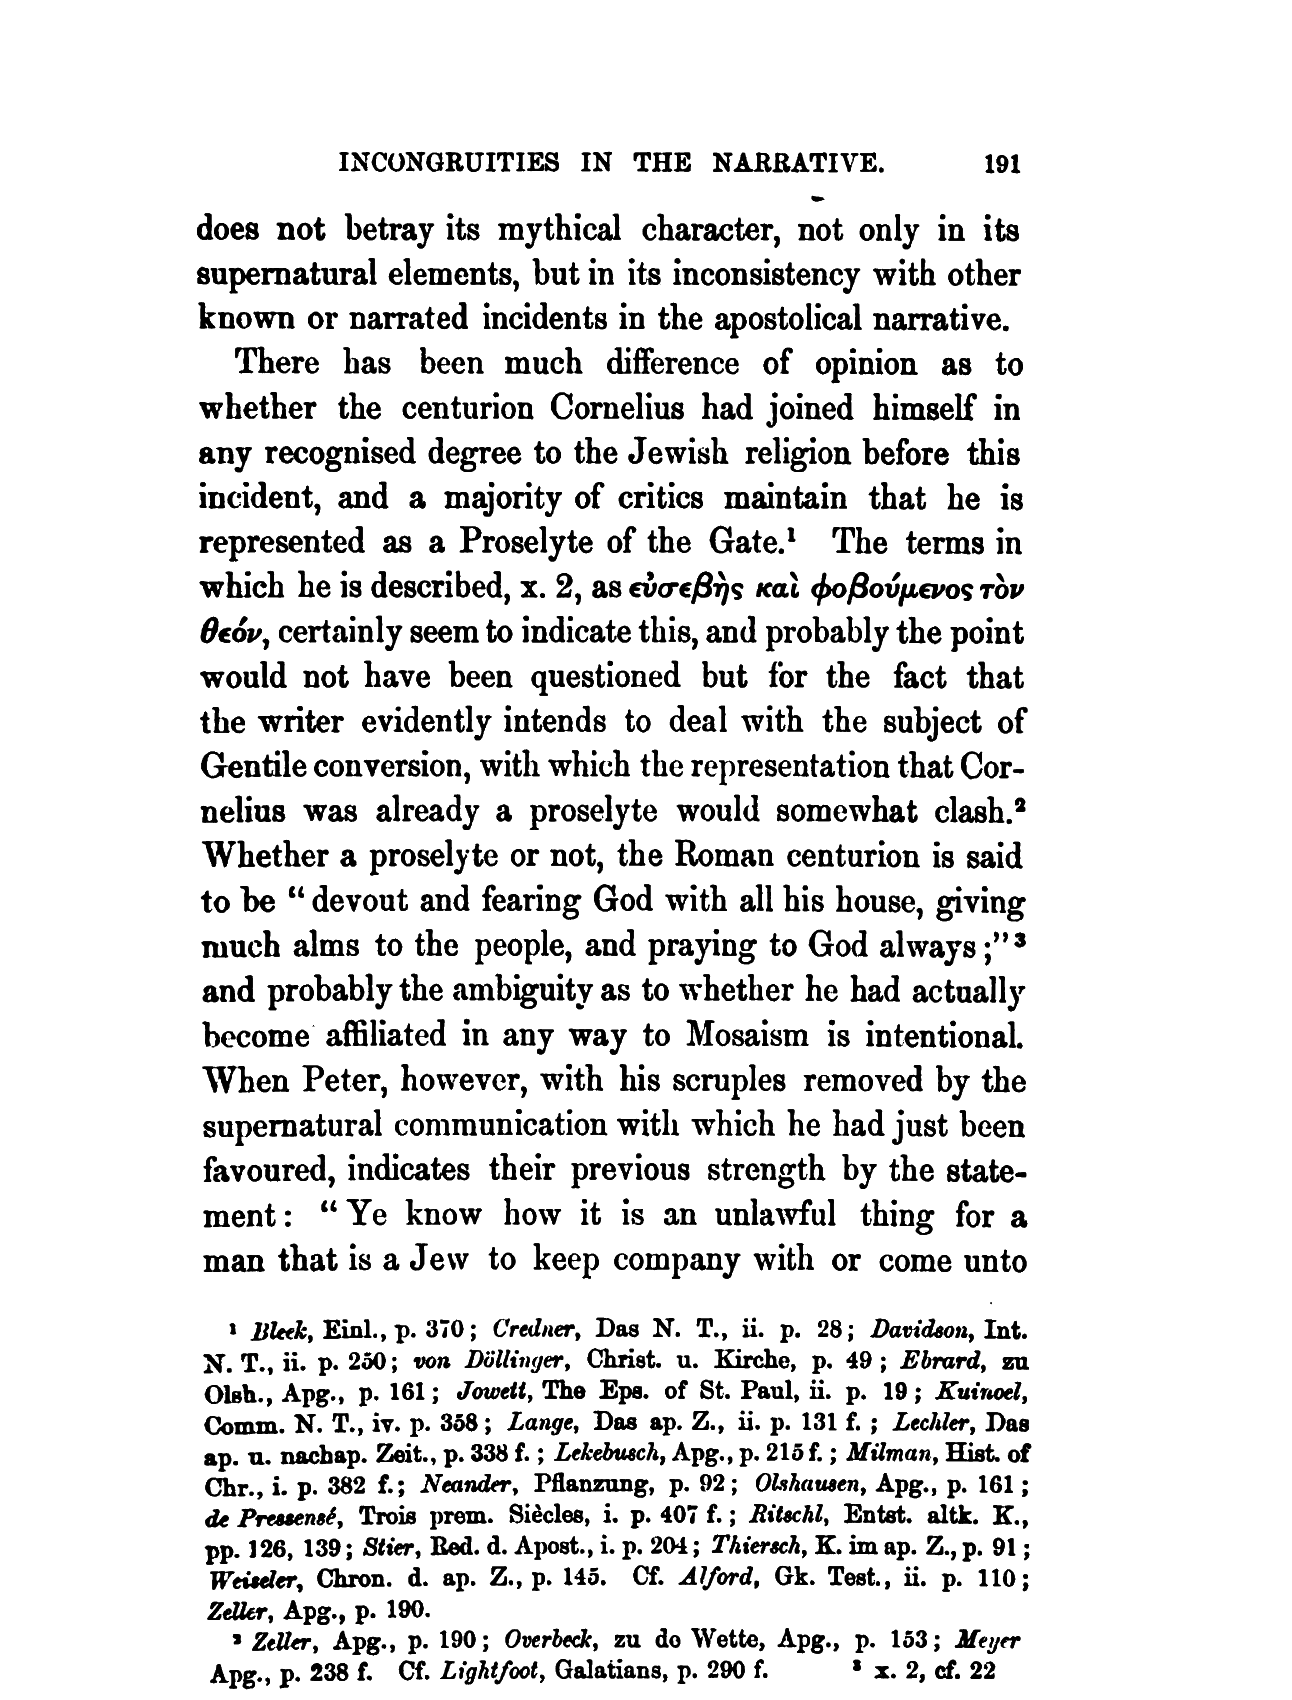 INCONGRUITIES IN THE NARRATIVE. 191
does not betray its mythical character, not only in its
supernatural elements, but in its inconsistency with other
known or narrated incidents in the apostolical narrative.
There has been much difference of opinion as to
whether the centurion Cornelius had joined himself in
any recognised degree to the Jewish religion before this
incident, and a majority of critics maintain that he is
represented as a Proselyte of the Gate.¹ The terms in
which he is described, x. 2, as εὐσεβὴς καὶ φοβούμενος τὸν
θεόν, certainly seem to indicate this, and probably the point
would not have been questioned but for the fact that
the writer evidently intends to deal with the subject of
Gentile conversion, with which the representation that Cor-
nelius was already a proselyte would somewhat clash.²
Whether a proselyte or not, the Roman centurion is said
to be “ devout and fearing God with all his house, giving
much alms to the people, and praying to God always ;”³
and probably the ambiguity as to whether he had actually
become affiliated in any way to Mosaism is intentional.
When Peter, however, with his scruples removed by the
supernatural communication with which he had just been
favoured, indicates their previous strength by the state-
ment : “ Ye know how it is an unlawful thing for a
man that is a Jew to keep company with or come unto
¹ Bleek, Einl., p. 370 ; Credner, Das N. T., ii. p. 28 ; Davidson, Int.
N. T., ii. p. 250 ; von Döllinger, Christ. u. Kirche, p. 49 ; Ebrard, zu
Olsh., Apg., p. 161 ; Jowett, The Eps. of St. Paul, ii. p. 19 ; Kuinoel,
Comm. N. T., iv. p. 358 ; Lange, Das ap. Z., ii. p. 131 f. ; Lechler, Das
ap. u. nachap. Zeit., p. 338 f. ; Lekebusch, Apg., p. 215 f. ; Milman, Hist. of
Chr., i. p. 382 f. ; Neander, Pflanzung, p. 92 ; Olshausen, Apg., p. 161 ;
de Pressensé, Trois prem. Siècles, i. p. 407 f. ; Ritschl, Entst. altk. K.,
pp. 126, 139 ; Stier, Red. d. Apost., i. p. 204 ; Thiersch, K. im ap. Z., p. 91 ;
Weiseler, Chron. d. ap. Z., p. 145. Cf. Alford, Gk. Test., ii. p. 110 ;
Zeller, Apg., p. 190.
² Zeller, Apg., p. 190 ; Overbeck, zu do Wette, Apg., p. 153 ; Meyer
Apg., p. 238 f. Cf. Lightfoot, Galatians, p. 290 f. ³ x. 2, cf. 22